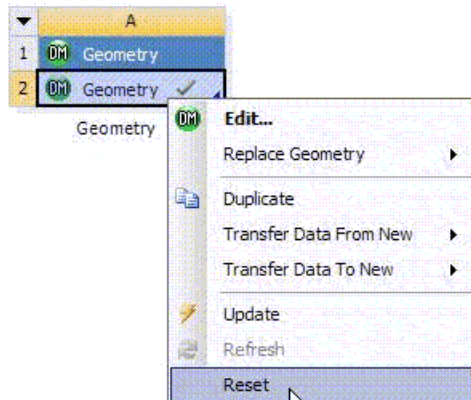 A
1 DM Geometry
2 DM Geometry
Geometry
DM Edit...
Replace Geometry
Duplicate
Transfer Data From New
Transfer Data To New
Update
Refresh
Reset